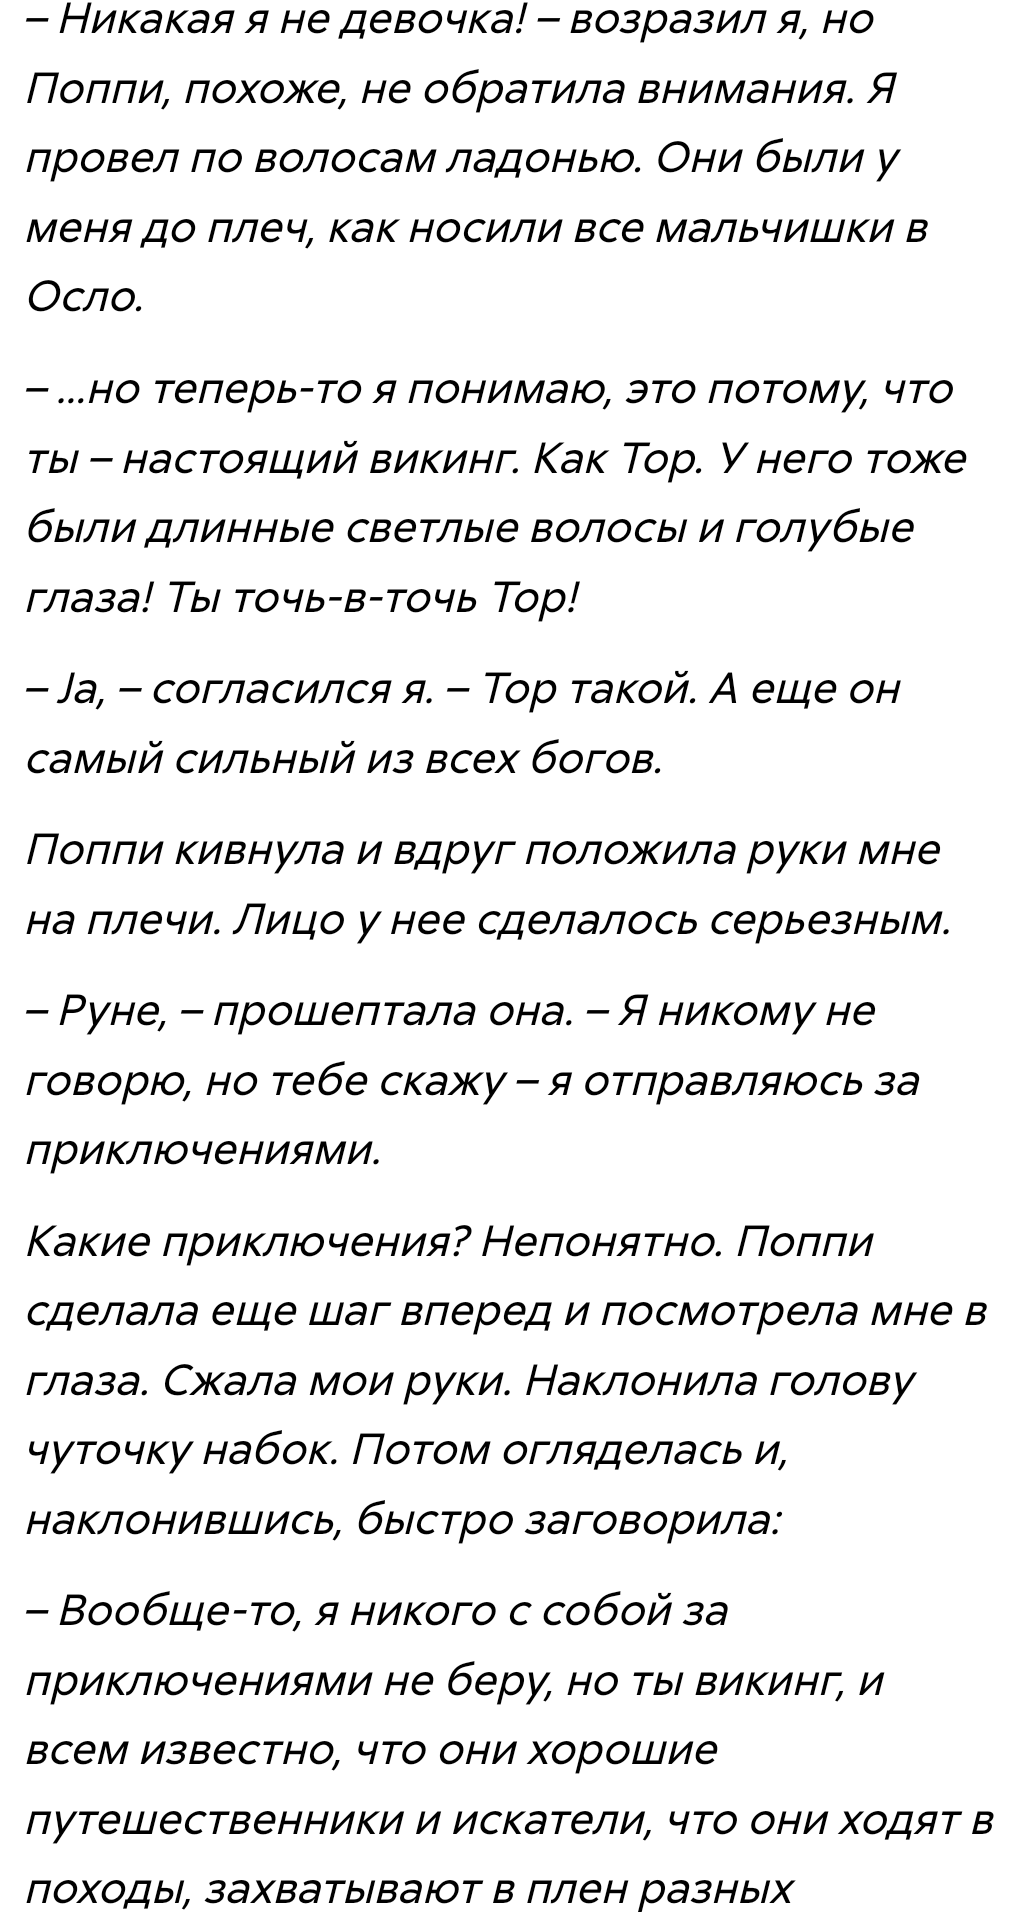 – Никакая я не девочка! – возразил я, но
Поппи, похоже, не обратила внимания. Я
провел по волосам ладонью. Они были у
меня до плеч, как носили все мальчишки в
Осло.
– ...но теперь-то я понимаю, это потому, что
ты – настоящий викинг. Как Тор. У него тоже
были длинные светлые волосы и голубые
глаза! Ты точь-в-точь Тор!
– Ja, – согласился я. – Тор такой. А еще он
самый сильный из всех богов.
Поппи кивнула и вдруг положила руки мне
на плечи. Лицо у нее сделалось серьезным.
– Руне, – прошептала она. – Я никому не
говорю, но тебе скажу – я отправляюсь за
приключениями.
Какие приключения? Непонятно. Поппи
сделала еще шаг вперед и посмотрела мне в
глаза. Сжала мои руки. Наклонила голову
чуточку набок. Потом огляделась и,
наклонившись, быстро заговорила:
– Вообще-то, я никого с собой за
приключениями не беру, но ты викинг, и
всем известно, что они хорошие
путешественники и искатели, что они ходят в
походы, захватывают в плен разных